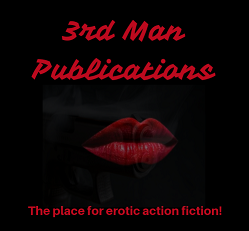 3rd Man
Publications
The place for erotic action fiction!